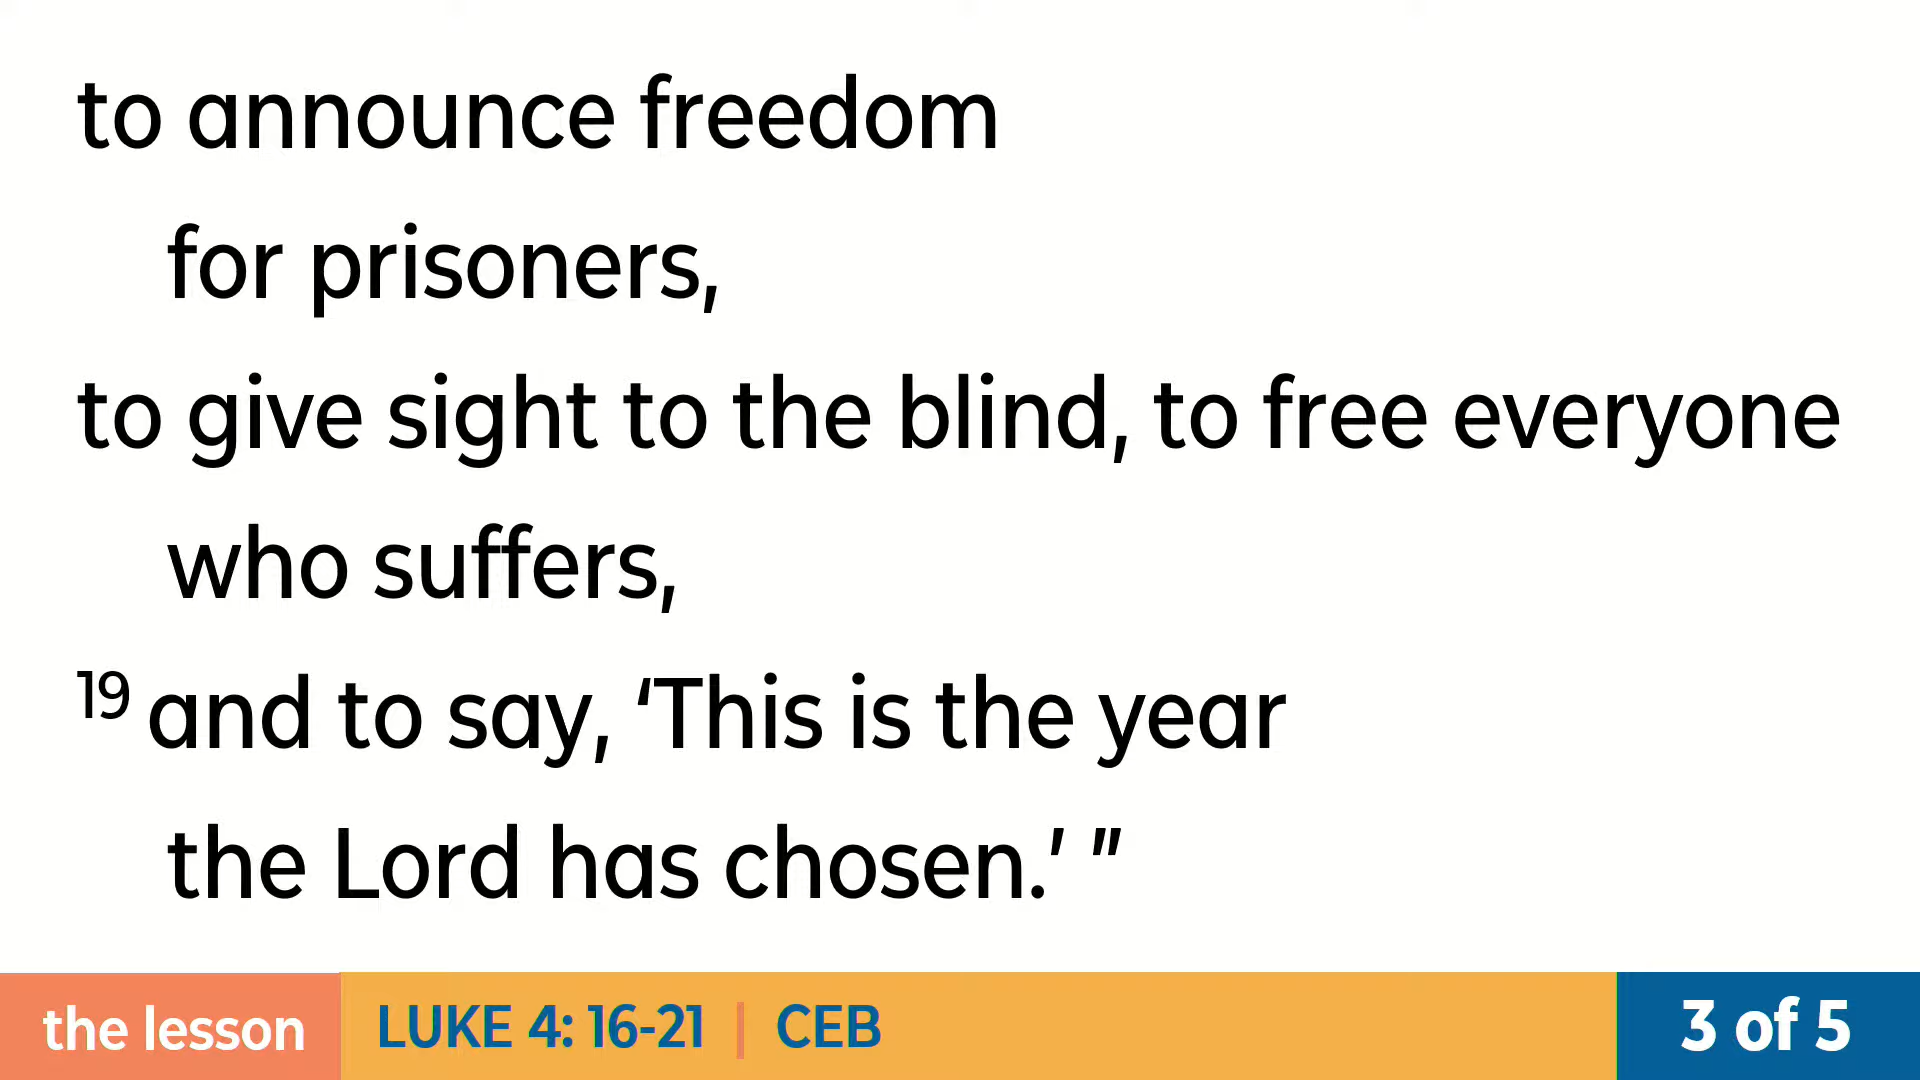 to announce freedom
for prisoners,
to give sight to the blind, to free everyone
who suffers,
19 and to say, ‘This is the year
the Lord has chosen.’ ”
the lesson
LUKE 4: 16-21 | CEB
3 of 5